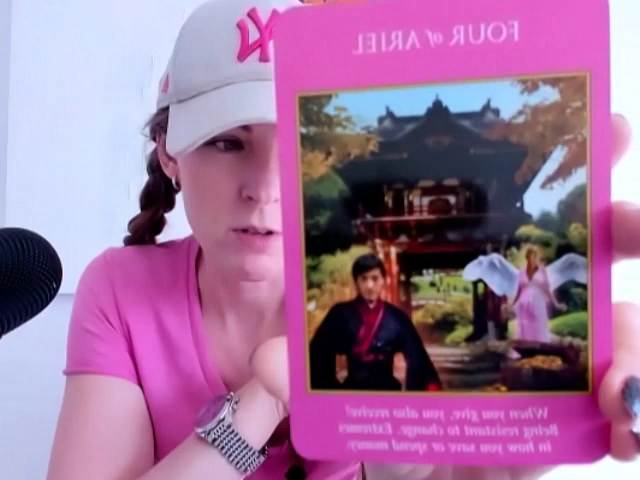 FOUR of ARIEL
When you give, you also receive!
Being resistant to change. Extremes
in how you save or spend money.
NY